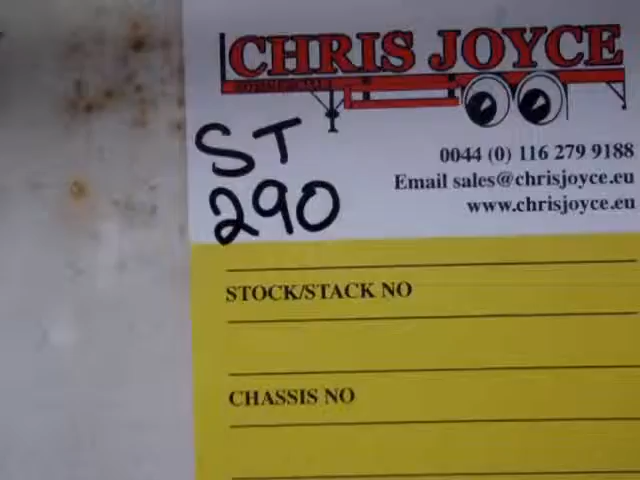 CHRIS JOYCE
ST
290
0044 (0) 116 279 9188
Email sales@chrisjoyce.eu
www.chrisjoyce.eu
STOCK/STACK NO
CHASSIS NO